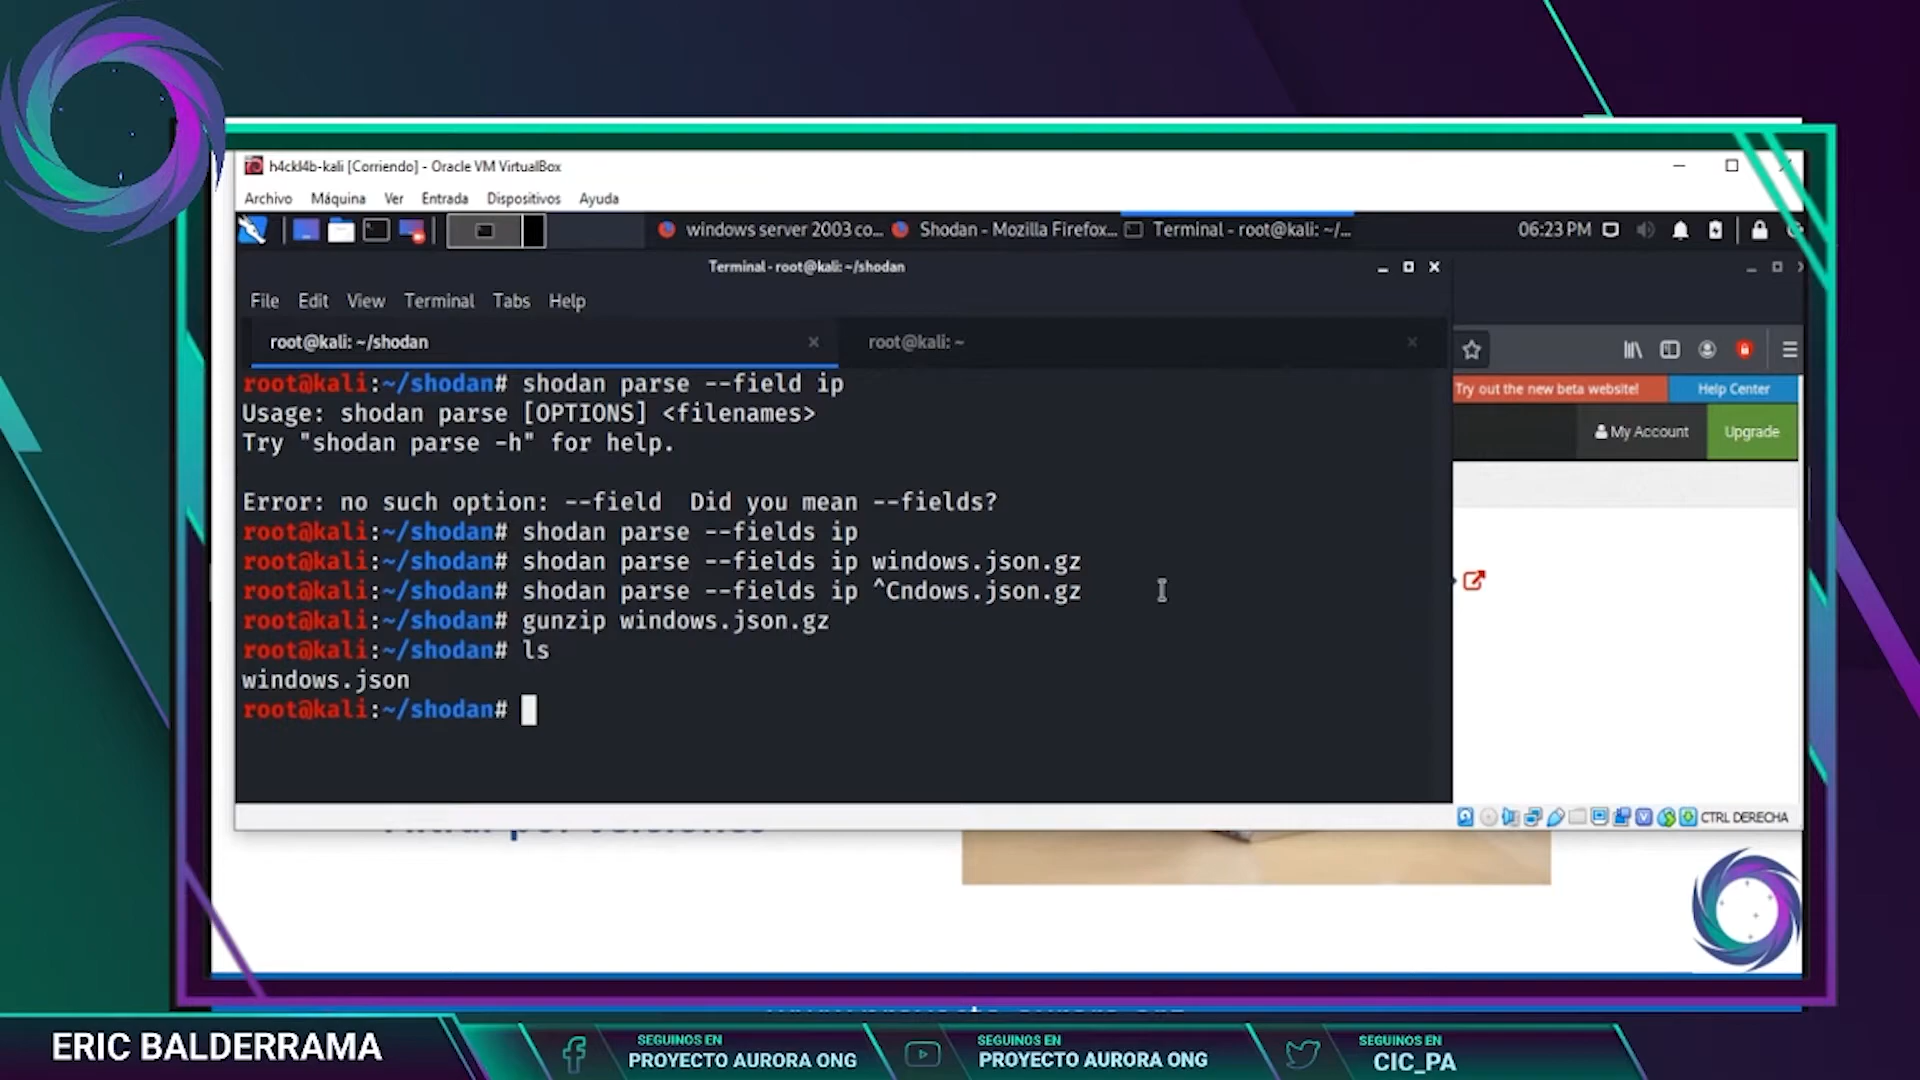 h4ckl4b-kali [Corriendo] - Oracle VM VirtualBox
Archivo Máquina Ver Entrada Dispositivos Ayuda
windows server 2003 co... Shodan - Mozilla Firefox... Terminal - root@kali: ~/... 06:23 PM
Terminal - root@kali: ~/shodan
File Edit View Terminal Tabs Help
root@kali: ~/shodan root@kali: ~
Try out the new beta website! Help Center
My Account Upgrade
root@kali:~/shodan# shodan parse --field ip
Usage: shodan parse [OPTIONS] <filenames>
Try "shodan parse -h" for help.
Error: no such option: --field  Did you mean --fields?
root@kali:~/shodan# shodan parse --fields ip
root@kali:~/shodan# shodan parse --fields ip windows.json.gz
root@kali:~/shodan# shodan parse --fields ip ^Cndows.json.gz
root@kali:~/shodan# gunzip windows.json.gz
root@kali:~/shodan# ls
windows.json
root@kali:~/shodan#
CTRL DERECHA
ERIC BALDERRAMA
SEGUINOS EN
PROYECTO AURORA ONG
SEGUINOS EN
PROYECTO AURORA ONG
SEGUINOS EN
CIC_PA